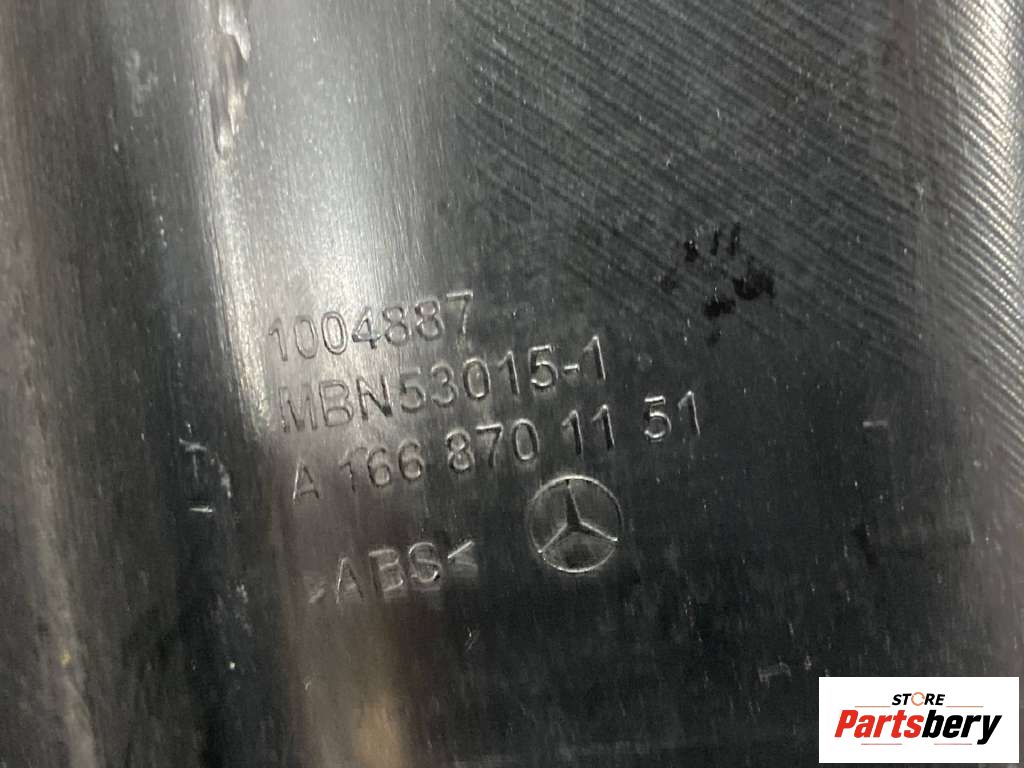 1004887
MBN53015-1
A 166 870 11 51
>ABS<
STORE
Partsbery